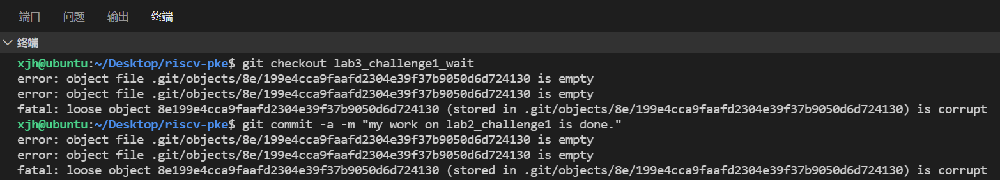 端口 问题 输出 终端
终端
xjh@ubuntu:~/Desktop/riscv-pke$ git checkout lab3_challenge1_wait
error: object file .git/objects/8e/199e4cca9faafd2304e39f37b9050d6d724130 is empty
error: object file .git/objects/8e/199e4cca9faafd2304e39f37b9050d6d724130 is empty
fatal: loose object 8e199e4cca9faafd2304e39f37b9050d6d724130 (stored in .git/objects/8e/199e4cca9faafd2304e39f37b9050d6d724130) is corrupt
xjh@ubuntu:~/Desktop/riscv-pke$ git commit -a -m "my work on lab2_challenge1 is done."
error: object file .git/objects/8e/199e4cca9faafd2304e39f37b9050d6d724130 is empty
error: object file .git/objects/8e/199e4cca9faafd2304e39f37b9050d6d724130 is empty
fatal: loose object 8e199e4cca9faafd2304e39f37b9050d6d724130 (stored in .git/objects/8e/199e4cca9faafd2304e39f37b9050d6d724130) is corrupt